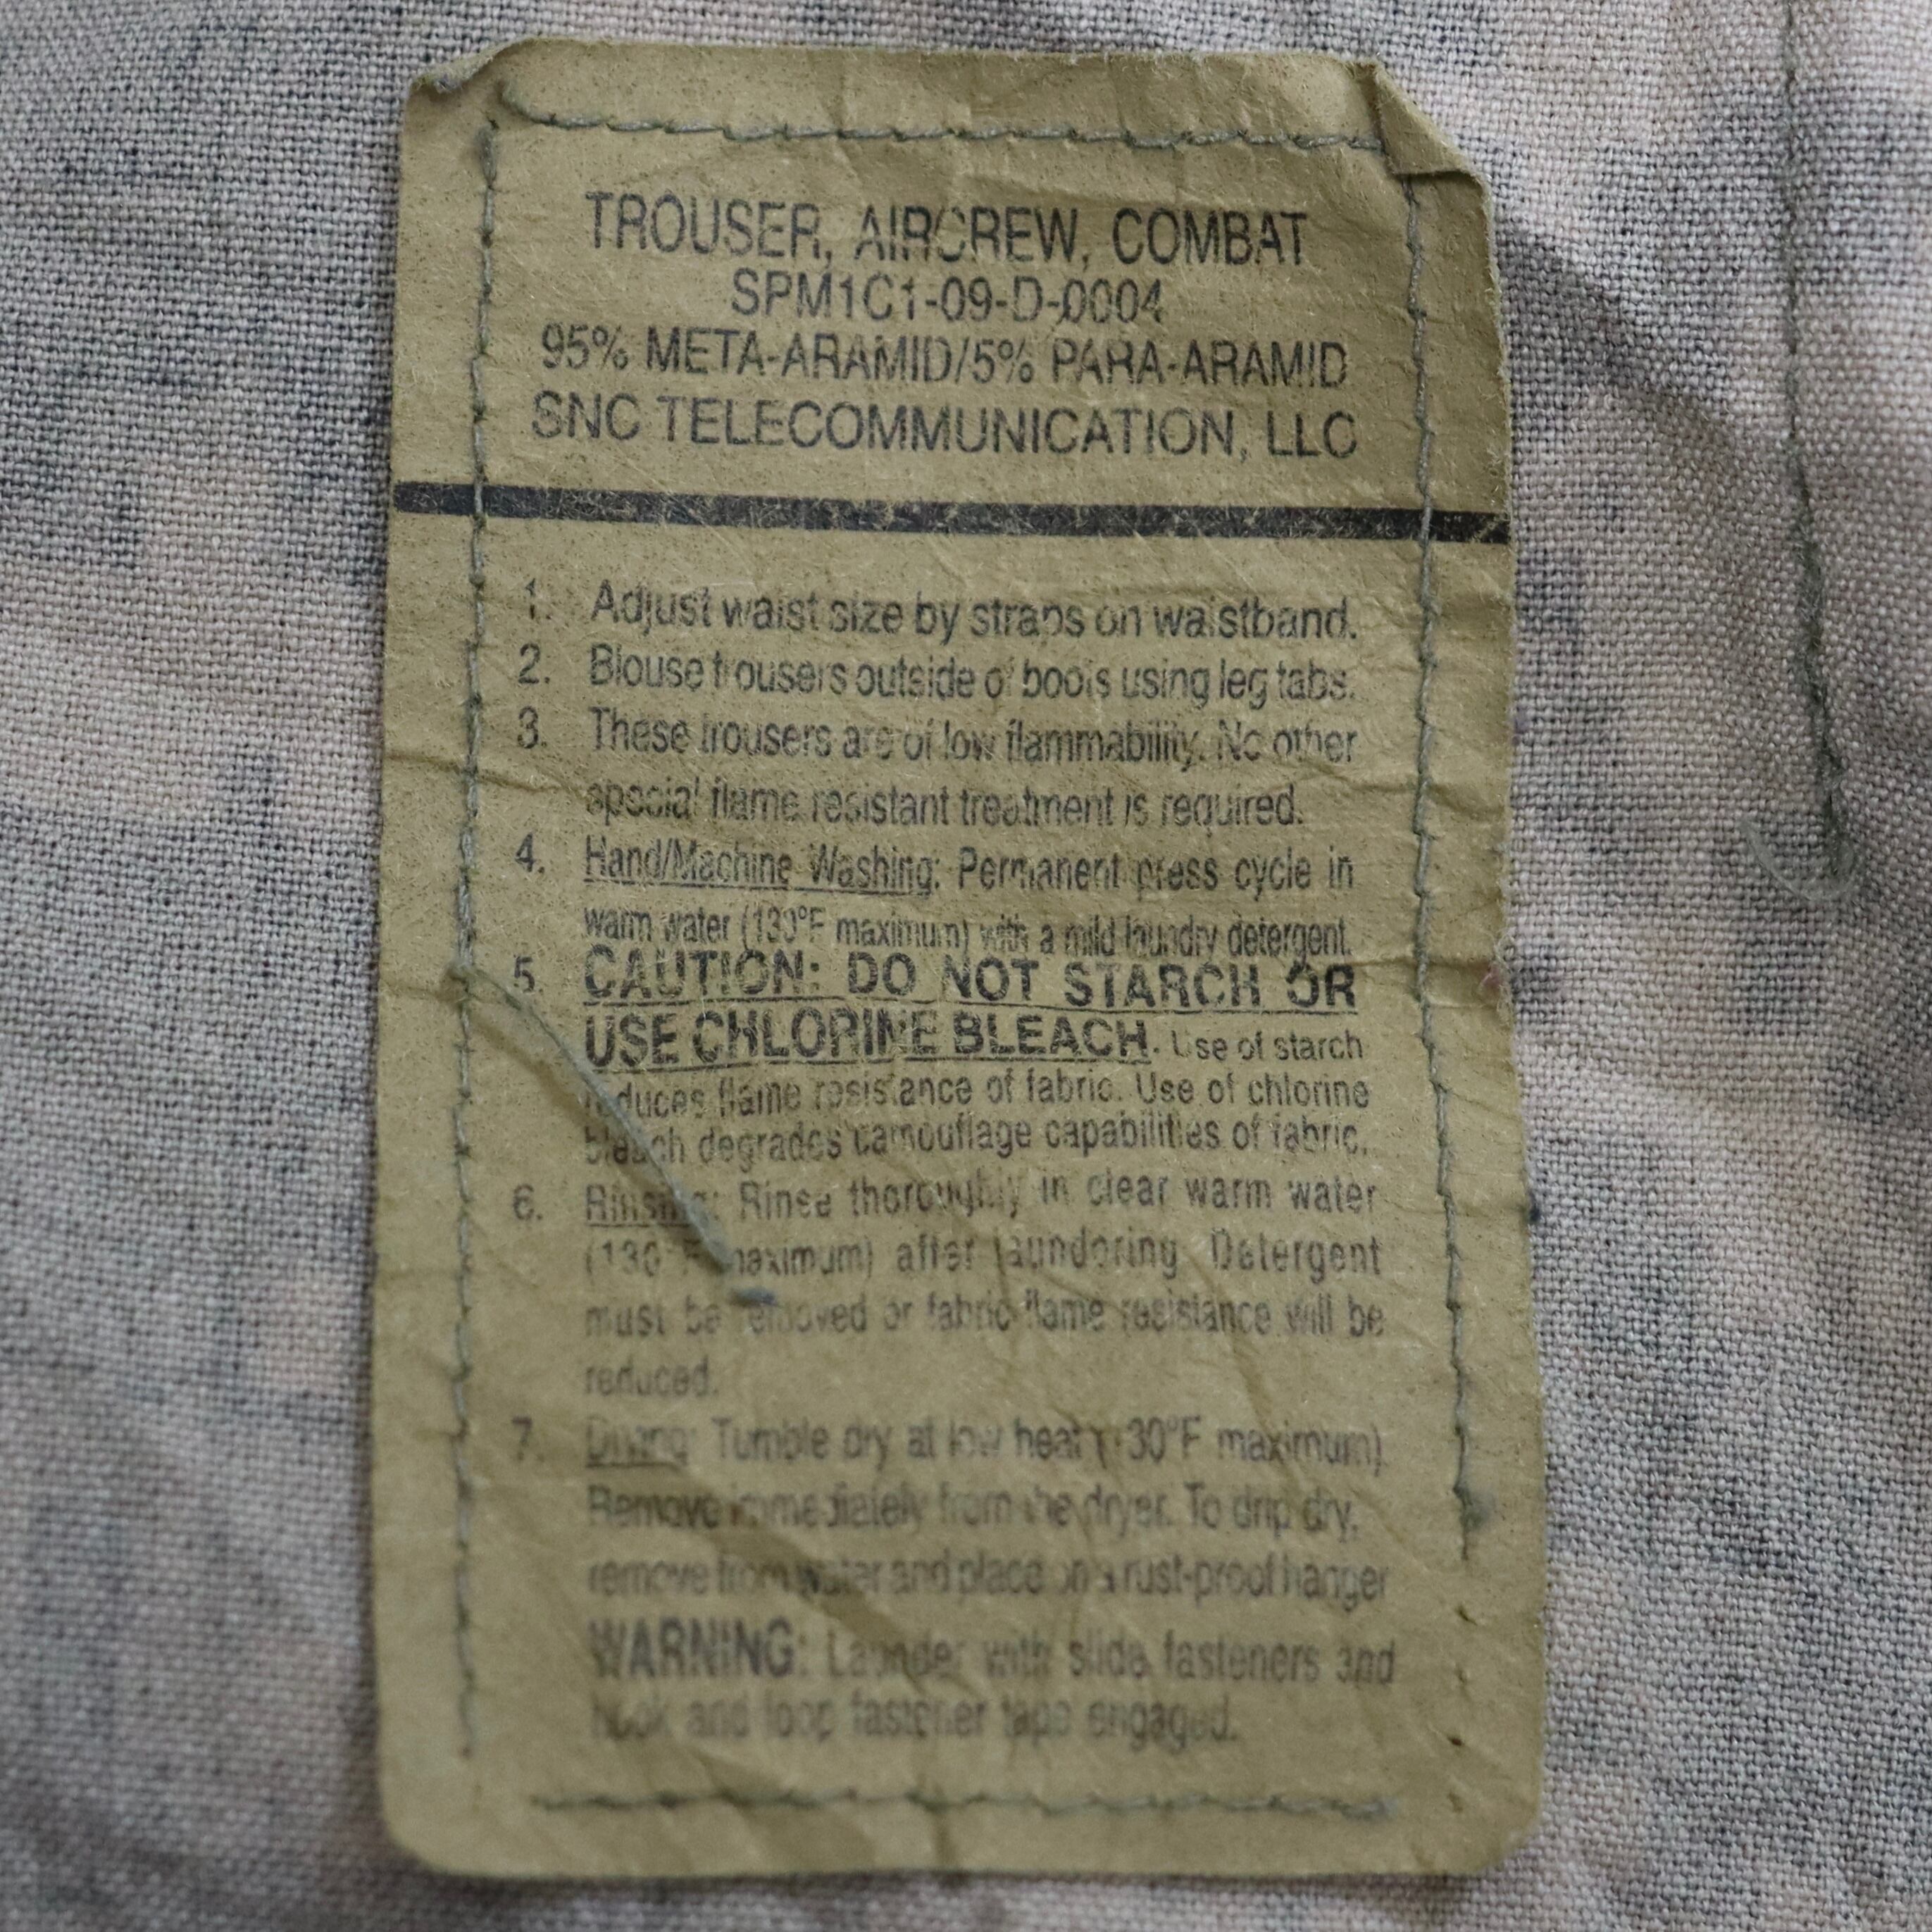 TROUSER, AIRCREW, COMBAT
SPM1C1-09-D-0004
95% META-ARAMID/5% PARA-ARAMID
SNC TELECOMMUNICATION, LLC
1. Adjust waist size by straps on waistband.
2. Blouse trousers outside of boots using leg tabs.
3. These trousers are of low flammability. No other
special flame resistant treatment is required.
4. Hand/Machine Washing: Permanent press cycle in
warm water (130°F maximum) with a mild laundry detergent.
5. CAUTION: DO NOT STARCH OR
USE CHLORINE BLEACH. Use of starch
reduces flame resistance of fabric. Use of chlorine
bleach degrades camouflage capabilities of fabric.
6. Rinsing: Rinse thoroughly in clear warm water
(130°F maximum) after laundering. Detergent
must be removed or fabric flame resistance will be
reduced.
7. Drying: Tumble dry at low heat (130°F maximum).
Remove immediately from the dryer. To drip dry,
remove from water and place on a rust-proof hanger
WARNING: Launder with slide fasteners and
hook and loop fastener tape engaged.